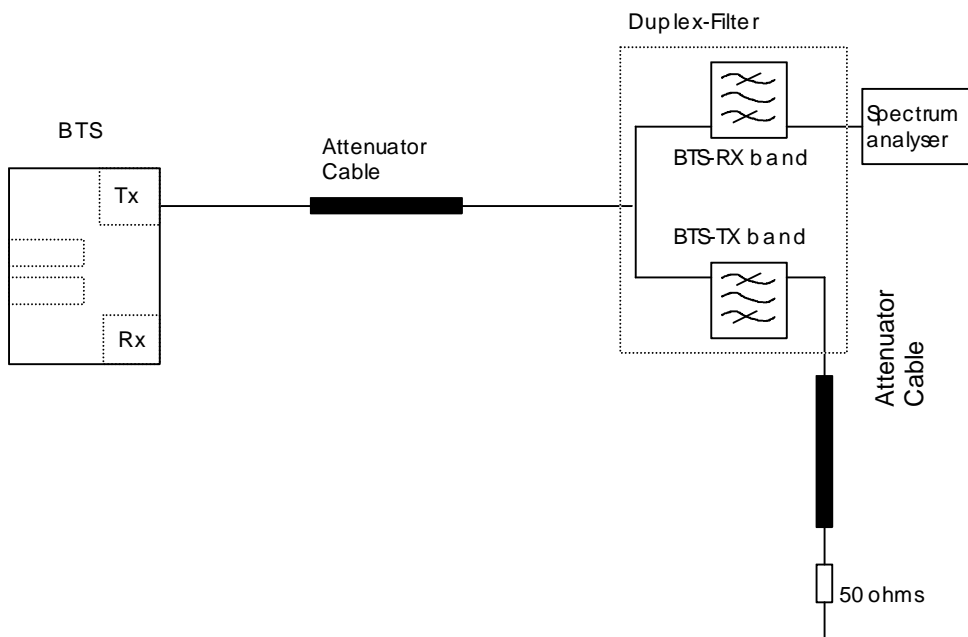 Duplex-Filter
BTS
Tx
Rx
Attenuator
Cable
BTS-RX band
Spectrum
analyser
BTS-TX band
Attenuator
Cable
50 ohms